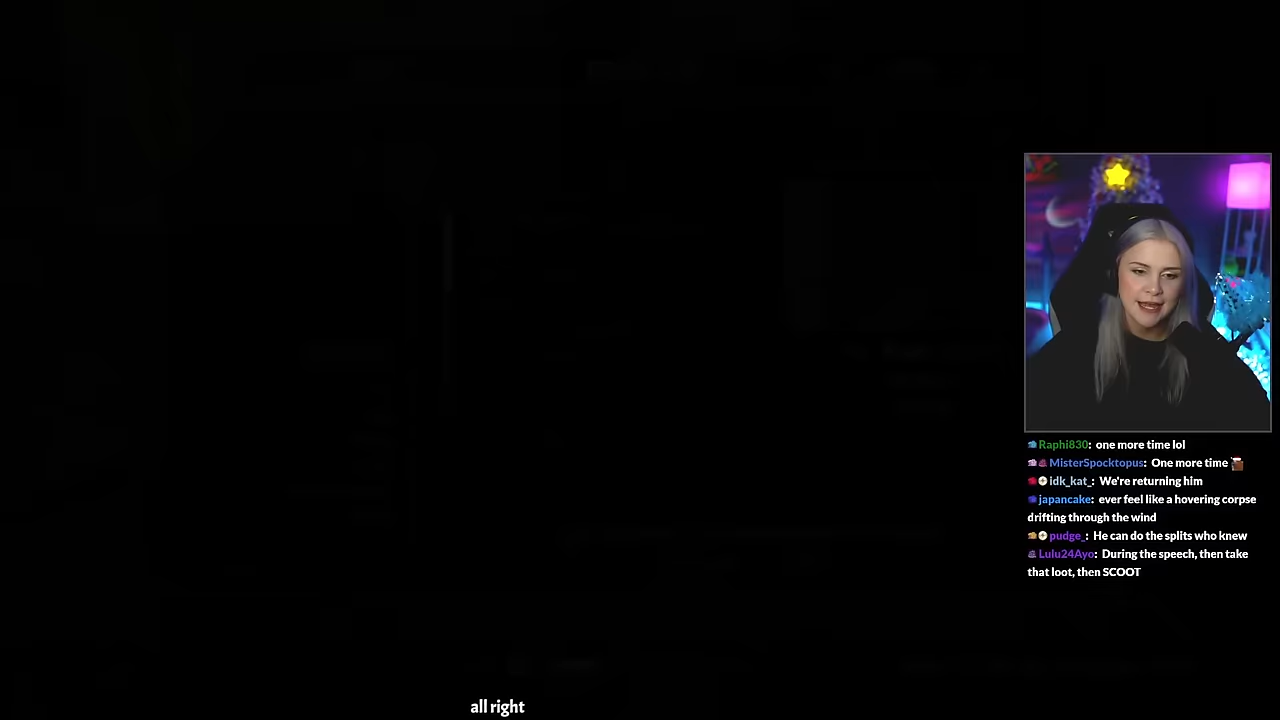 Raphi830: one more time lol
MisterSpocktopus: One more time
idk_kat_: We're returning him
japancake: ever feel like a hovering corpse
drifting through the wind
pudge_: He can do the splits who knew
Lulu24Ayo: During the speech, then take
that loot, then SCOOT
all right